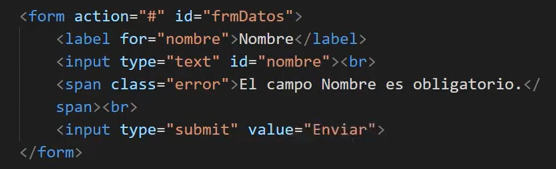 <form action="#" id="frmDatos">
<label for="nombre">Nombre</label>
<input type="text" id="nombre"><br>
<span class="error">El campo Nombre es obligatorio.</
span><br>
<input type="submit" value="Enviar">
</form>